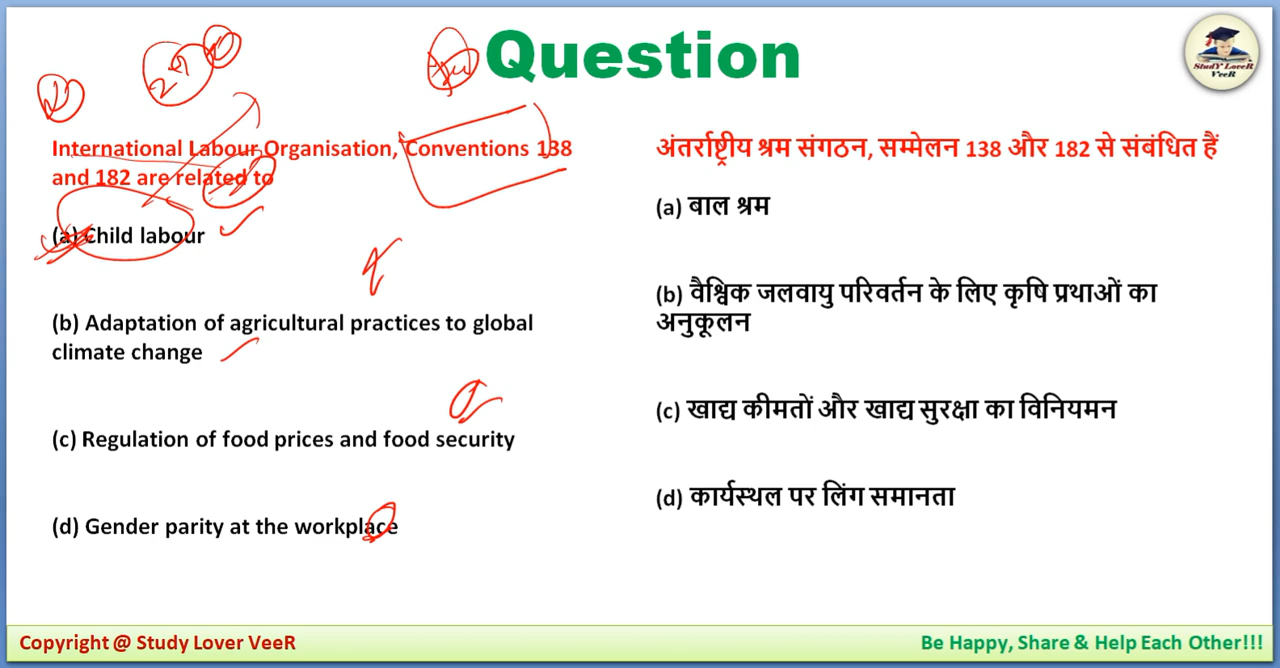 Question
StudY LoveR
VeeR
International Labour Organisation, Conventions 138
and 182 are related to
(a) Child labour
(b) Adaptation of agricultural practices to global
climate change
(c) Regulation of food prices and food security
(d) Gender parity at the workplace
अंतर्राष्ट्रीय श्रम संगठन, सम्मेलन 138 और 182 से संबंधित हैं
(a) बाल श्रम
(b) वैश्विक जलवायु परिवर्तन के लिए कृषि प्रथाओं का
अनुकूलन
(c) खाद्य कीमतों और खाद्य सुरक्षा का विनियमन
(d) कार्यस्थल पर लिंग समानता
Copyright @ Study Lover VeeR
Be Happy, Share & Help Each Other!!!